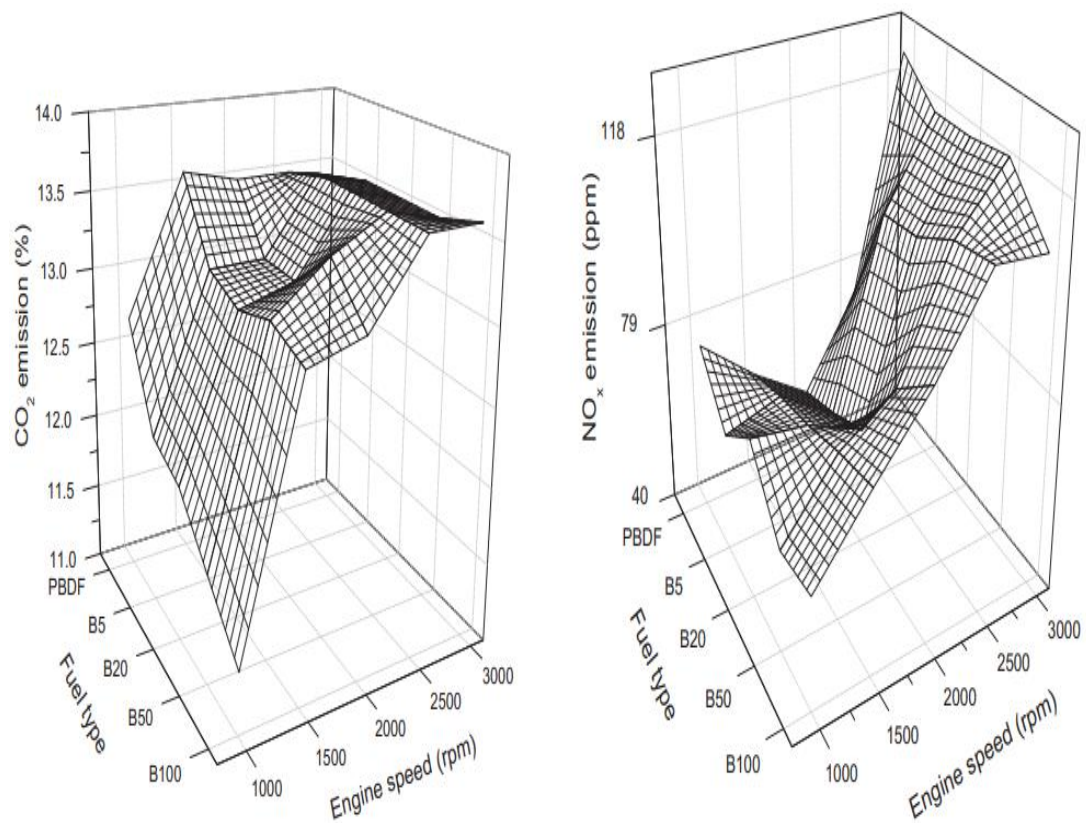 14.0
13.5
13.0
12.5
12.0
11.5
11.0
CO2 emission (%)
PBDF
B5
B20
B50
B100
Fuel type
1000
1500
2000
2500
3000
Engine speed (rpm)
118
79
40
NOx emission (ppm)
PBDF
B5
B20
B50
B100
Fuel type
1000
1500
2000
2500
3000
Engine speed (rpm)